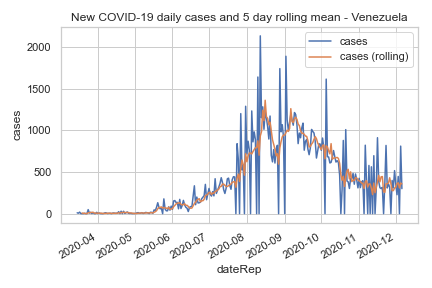 New COVID-19 daily cases and 5 day rolling mean - Venezuela
cases
cases (rolling)
2000
1500
1000
500
0
cases
2020-04
2020-05
2020-06
2020-07
2020-08
2020-09
2020-10
2020-11
2020-12
dateRep